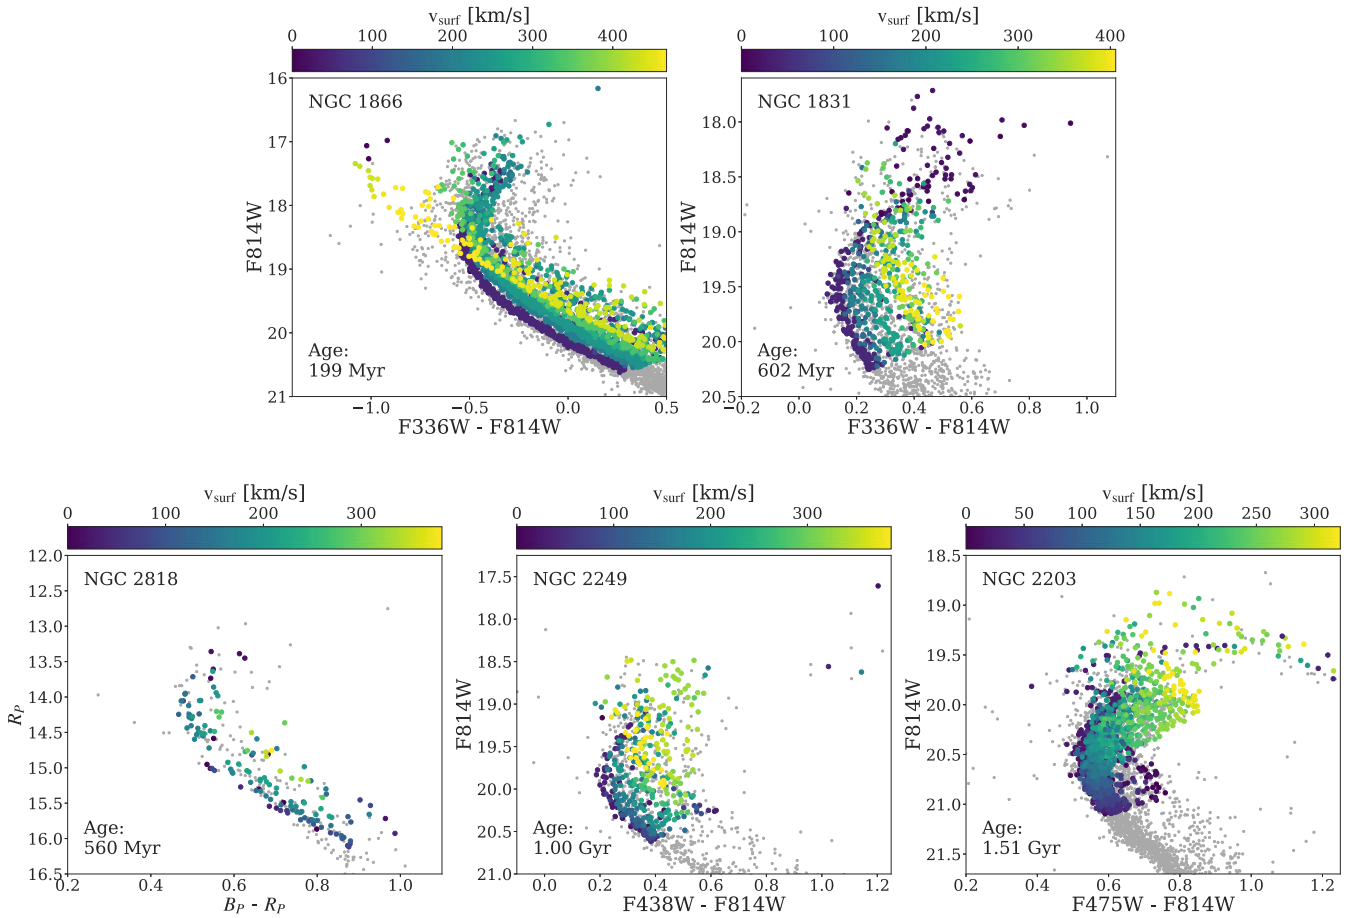 v_surf [km/s]
0 100 200 300 400
16
17
18
19
20
21
F814W
NGC 1866
Age:
199 Myr
−1.0 −0.5 0.0 0.5
F336W - F814W
v_surf [km/s]
0 100 200 300 400
18.0
18.5
19.0
19.5
20.0
20.5
F814W
NGC 1831
Age:
602 Myr
−0.2 0.0 0.2 0.4 0.6 0.8 1.0
F336W - F814W
v_surf [km/s]
0 100 200 300
12.0
12.5
13.0
13.5
14.0
14.5
15.0
15.5
16.0
16.5
R_P
NGC 2818
Age:
560 Myr
0.2 0.4 0.6 0.8 1.0
B_P - R_P
v_surf [km/s]
0 100 200 300
17.5
18.0
18.5
19.0
19.5
20.0
20.5
21.0
F814W
NGC 2249
Age:
1.00 Gyr
0.0 0.2 0.4 0.6 0.8 1.0 1.2
F438W - F814W
v_surf [km/s]
0 50 100 150 200 250 300
18.5
19.0
19.5
20.0
20.5
21.0
21.5
F814W
NGC 2203
Age:
1.51 Gyr
0.2 0.4 0.6 0.8 1.0 1.2
F475W - F814W